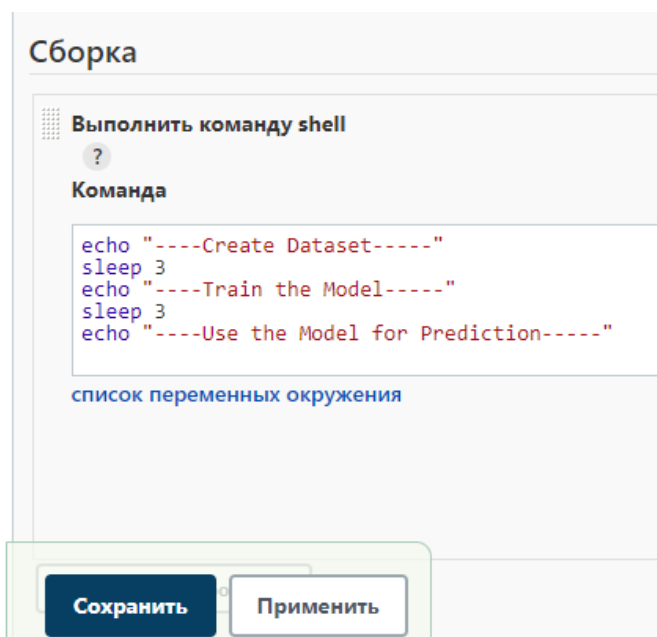 Сборка
Выполнить команду shell
?
Команда
echo "----Create Dataset-----"
sleep 3
echo "----Train the Model-----"
sleep 3
echo "----Use the Model for Prediction-----"
список переменных окружения
Сохранить
Применить